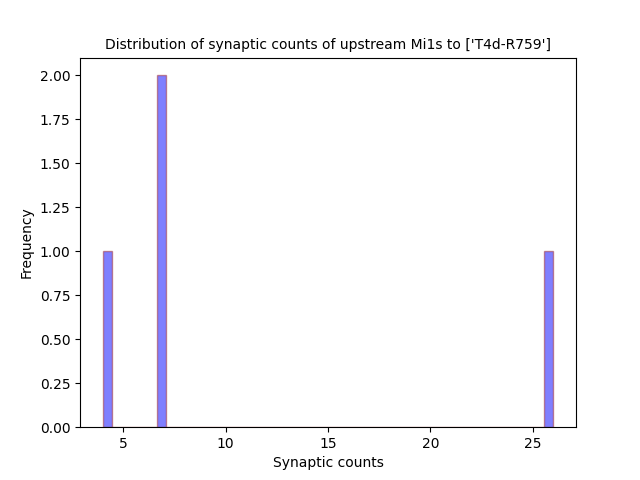 Distribution of synaptic counts of upstream Mi1s to ['T4d-R759']
2.00
1.75
1.50
1.25
1.00
0.75
0.50
0.25
0.00
Frequency
5 10 15 20 25
Synaptic counts